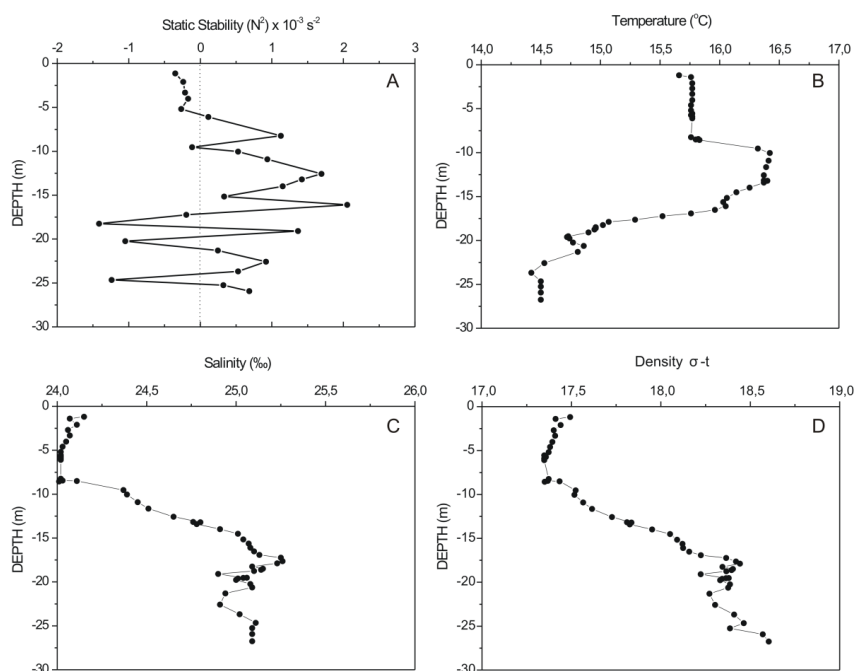 Static Stability (N²) x 10⁻³ s⁻²
-2 -1 0 1 2 3
A
DEPTH (m)
0
-5
-10
-15
-20
-25
-30
Temperature (°C)
14,0 14,5 15,0 15,5 16,0 16,5 17,0
B
DEPTH (m)
0
-5
-10
-15
-20
-25
-30
Salinity (‰)
24,0 24,5 25,0 25,5 26,0
C
DEPTH (m)
0
-5
-10
-15
-20
-25
-30
Density σ-t
17,0 17,5 18,0 18,5 19,0
D
DEPTH (m)
0
-5
-10
-15
-20
-25
-30